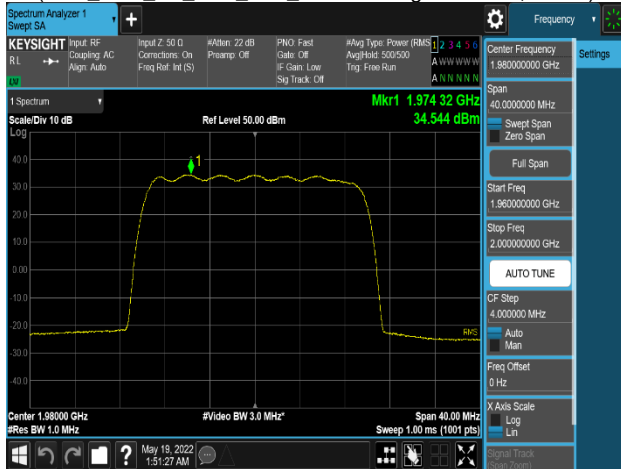 Spectrum Analyzer 1
Swept SA
+
Frequency
KEYSIGHT
RL
LXI
Input: RF
Coupling: AC
Align: Auto
Input Z: 50 Ω
Corrections: On
Freq Ref: Int (S)
#Atten: 22 dB
Preamp: Off
PNO: Fast
Gate: Off
IF Gain: Low
Sig Track: Off
#Avg Type: Power (RMS
Avg|Hold: 500/500
Trig: Free Run
1 2 3 4 5 6
A W W W W W
A N N N N N
1 Spectrum
Scale/Div 10 dB
Log
Ref Level 50.00 dBm
Mkr1 1.974 32 GHz
34.544 dBm
1
40.0
30.0
20.0
10.0
0.00
-10.0
-20.0
-30.0
-40.0
RMS
Center 1.98000 GHz
#Res BW 1.0 MHz
#Video BW 3.0 MHz*
Span 40.00 MHz
Sweep 1.00 ms (1001 pts)
Center Frequency
1.980000000 GHz
Settings
Span
40.0000000 MHz
Swept Span
Zero Span
Full Span
Start Freq
1.960000000 GHz
Stop Freq
2.000000000 GHz
AUTO TUNE
CF Step
4.000000 MHz
Auto
Man
Freq Offset
0 Hz
X Axis Scale
Log
Lin
Signal Track
(Span Zoom)
?
May 19, 2022
1:51:27 AM